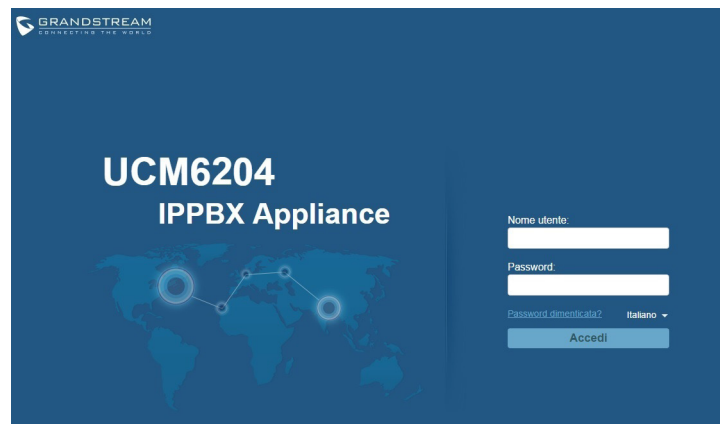 GRANDSTREAM
CONNECTING THE WORLD
UCM6204
IPPBX Appliance
Nome utente:
Password:
Password dimenticata?
Italiano
Accedi